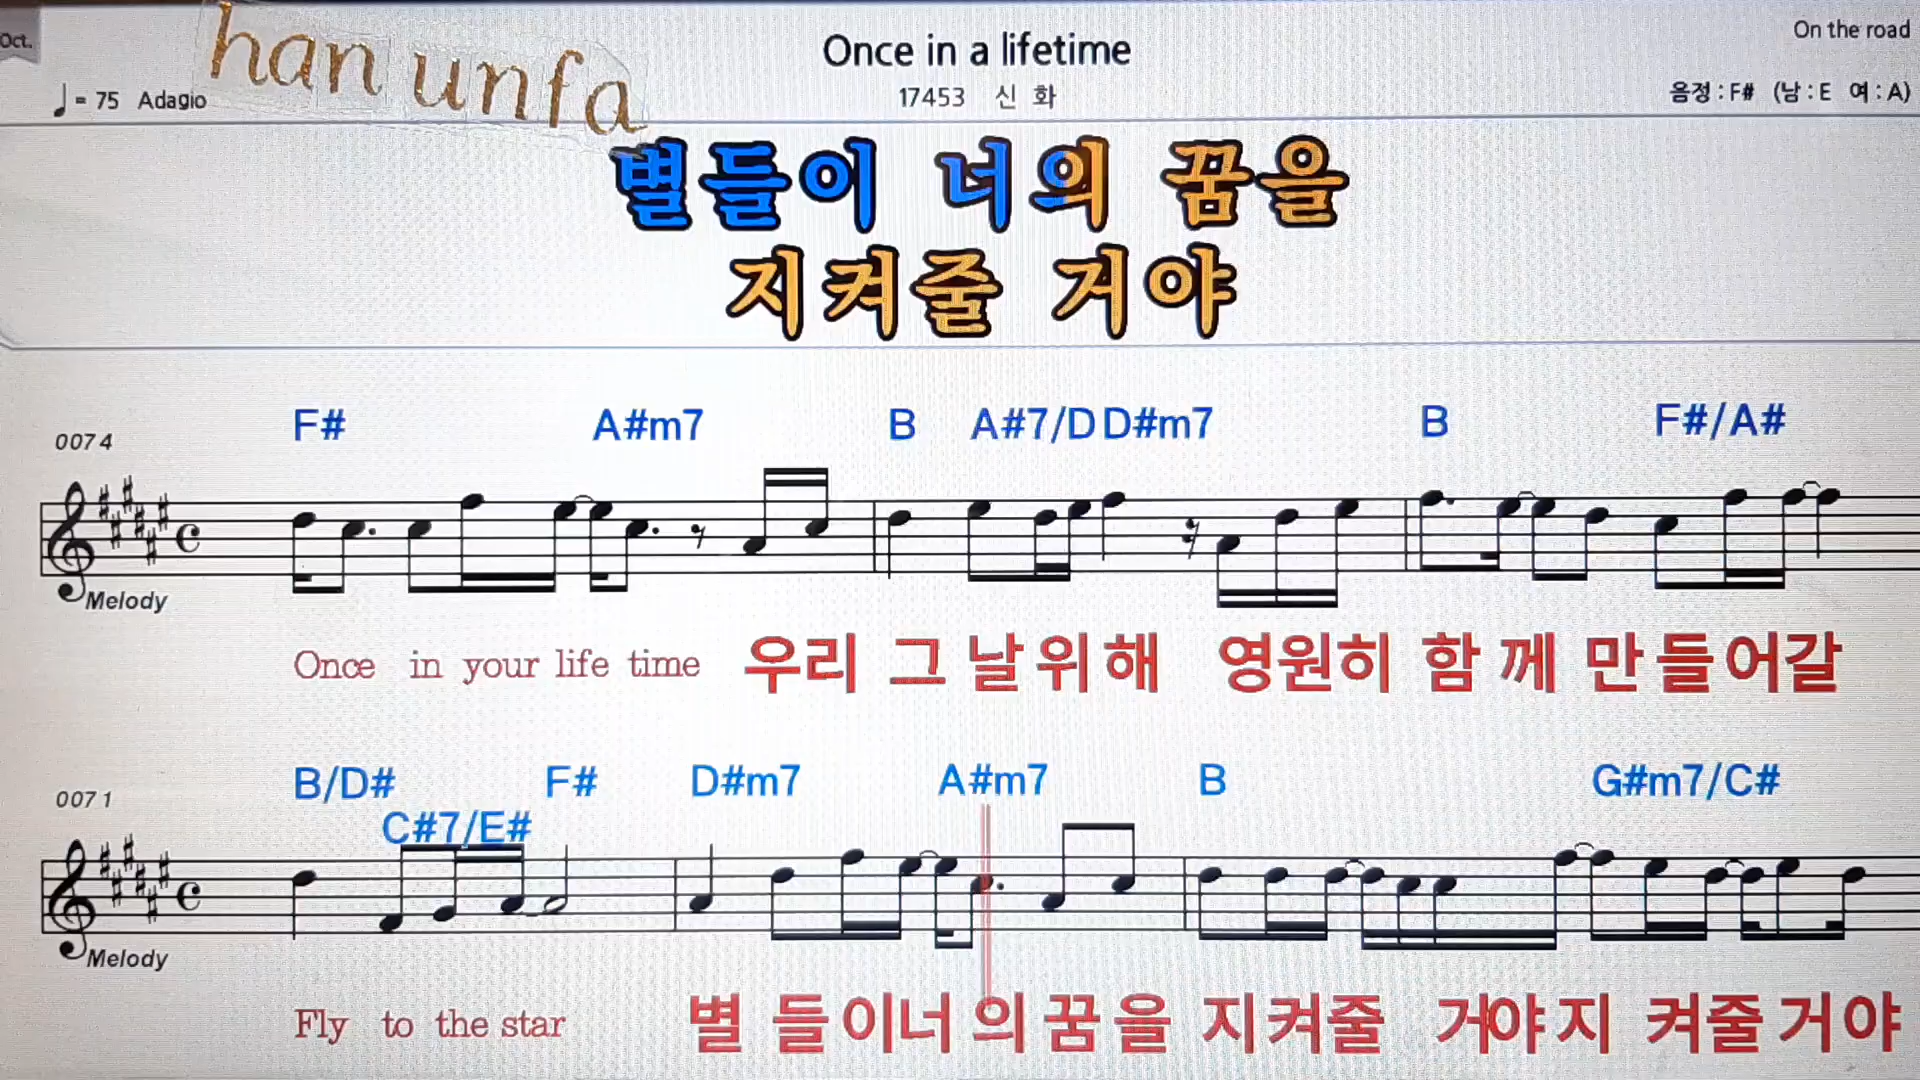 Oct.
han unfa
Once in a lifetime
On the road
♩= 75 Adagio
17453 신 화
음정 : F# (남 : E 여 : A)
별들이 너의 꿈을
지켜줄 거야
F# A#m7 B A#7/D D#m7 B F#/A#
0074
Melody
Once in your life time 우리 그 날위해 영원히 함 께 만들어갈
B/D# C#7/E# F# D#m7 A#m7 B G#m7/C#
0071
Melody
Fly to the star 별 들이너 의꿈을 지켜줄 거야지 켜줄거야